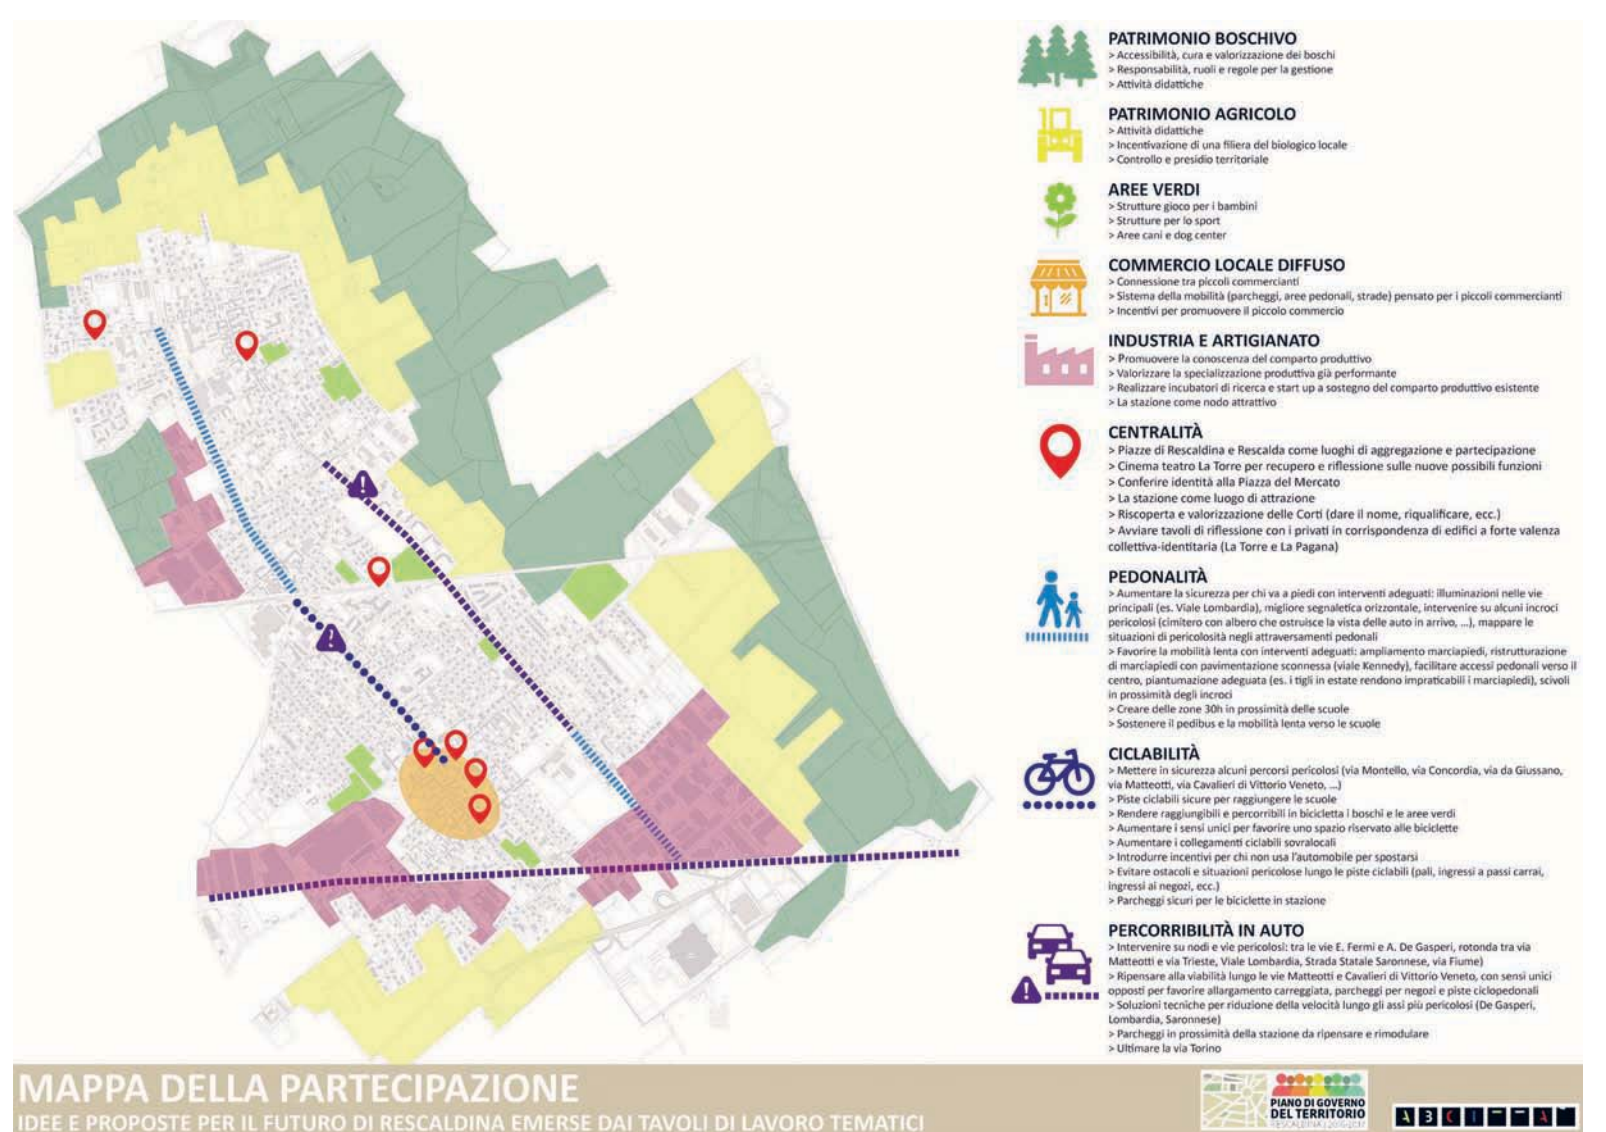 PATRIMONIO BOSCHIVO
> Accessibilità, cura e valorizzazione dei boschi
> Responsabilità, ruoli e regole per la gestione
> Attività didattiche
PATRIMONIO AGRICOLO
> Attività didattiche
> Incentivazione di una filiera del biologico locale
> Controllo e presidio territoriale
AREE VERDI
> Strutture gioco per i bambini
> Strutture per lo sport
> Aree cani e dog center
COMMERCIO LOCALE DIFFUSO
> Connessione tra piccoli commercianti
> Sistema della mobilità (parcheggi, aree pedonali, strade) pensato per i piccoli commercianti
> Incentivi per promuovere il piccolo commercio
INDUSTRIA E ARTIGIANATO
> Promuovere la conoscenza del comparto produttivo
> Valorizzare la specializzazione produttiva già performante
> Realizzare incubatori di ricerca e start up a sostegno del comparto produttivo esistente
> La stazione come nodo attrattivo
CENTRALITÀ
> Piazze di Rescaldina e Rescalda come luoghi di aggregazione e partecipazione
> Cinema teatro La Torre per recupero e riflessione sulle nuove possibili funzioni
> Conferire identità alla Piazza del Mercato
> La stazione come luogo di attrazione
> Riscoperta e valorizzazione delle Corti (dare il nome, riqualificare, ecc.)
> Avviare tavoli di riflessione con i privati in corrispondenza di edifici a forte valenza
collettiva-identitaria (La Torre e La Pagana)
PEDONALITÀ
> Aumentare la sicurezza per chi va a piedi con interventi adeguati: illuminazioni nelle vie
principali (es. Viale Lombardia), migliore segnaletica orizzontale, intervenire su alcuni incroci
pericolosi (cimitero con albero che ostruisce la vista delle auto in arrivo, ...), mappare le
situazioni di pericolosità negli attraversamenti pedonali
> Favorire la mobilità lenta con interventi adeguati: ampliamento marciapiedi, ristrutturazione
di marciapiedi con pavimentazione sconnessa (viale Kennedy), facilitare accessi pedonali verso il
centro, piantumazione adeguata (es. i tigli in estate rendono impraticabili i marciapiedi), scivoli
in prossimità degli incroci
> Creare delle zone 30h in prossimità delle scuole
> Sostenere il pedibus e la mobilità lenta verso le scuole
CICLABILITÀ
> Mettere in sicurezza alcuni percorsi pericolosi (via Montello, via Concordia, via da Giussano,
via Matteotti, via Cavalieri di Vittorio Veneto, ...)
> Piste ciclabili sicure per raggiungere le scuole
> Rendere raggiungibili e percorribili in bicicletta i boschi e le aree verdi
> Aumentare i sensi unici per favorire uno spazio riservato alle biciclette
> Aumentare i collegamenti ciclabili sovralocali
> Introdurre incentivi per chi non usa l'automobile per spostarsi
> Evitare ostacoli e situazioni pericolose lungo le piste ciclabili (pali, ingressi a passi carrai,
ingressi ai negozi, ecc.)
> Parcheggi sicuri per le biciclette in stazione
PERCORRIBILITÀ IN AUTO
> Intervenire su nodi e vie pericolosi: tra le vie E. Fermi e A. De Gasperi, rotonda tra via
Matteotti e via Trieste, Viale Lombardia, Strada Statale Saronnese, via Fiume)
> Ripensare alla viabilità lungo le vie Matteotti e Cavalieri di Vittorio Veneto, con sensi unici
opposti per favorire allargamento carreggiata, parcheggi per negozi e piste ciclopedonali
> Soluzioni tecniche per riduzione della velocità lungo gli assi più pericolosi (De Gasperi,
Lombardia, Saronnese)
> Parcheggi in prossimità della stazione da ripensare e rimodulare
> Ultimare la via Torino
MAPPA DELLA PARTECIPAZIONE
IDEE E PROPOSTE PER IL FUTURO DI RESCALDINA EMERSE DAI TAVOLI DI LAVORO TEMATICI
PIANO DI GOVERNO
DEL TERRITORIO